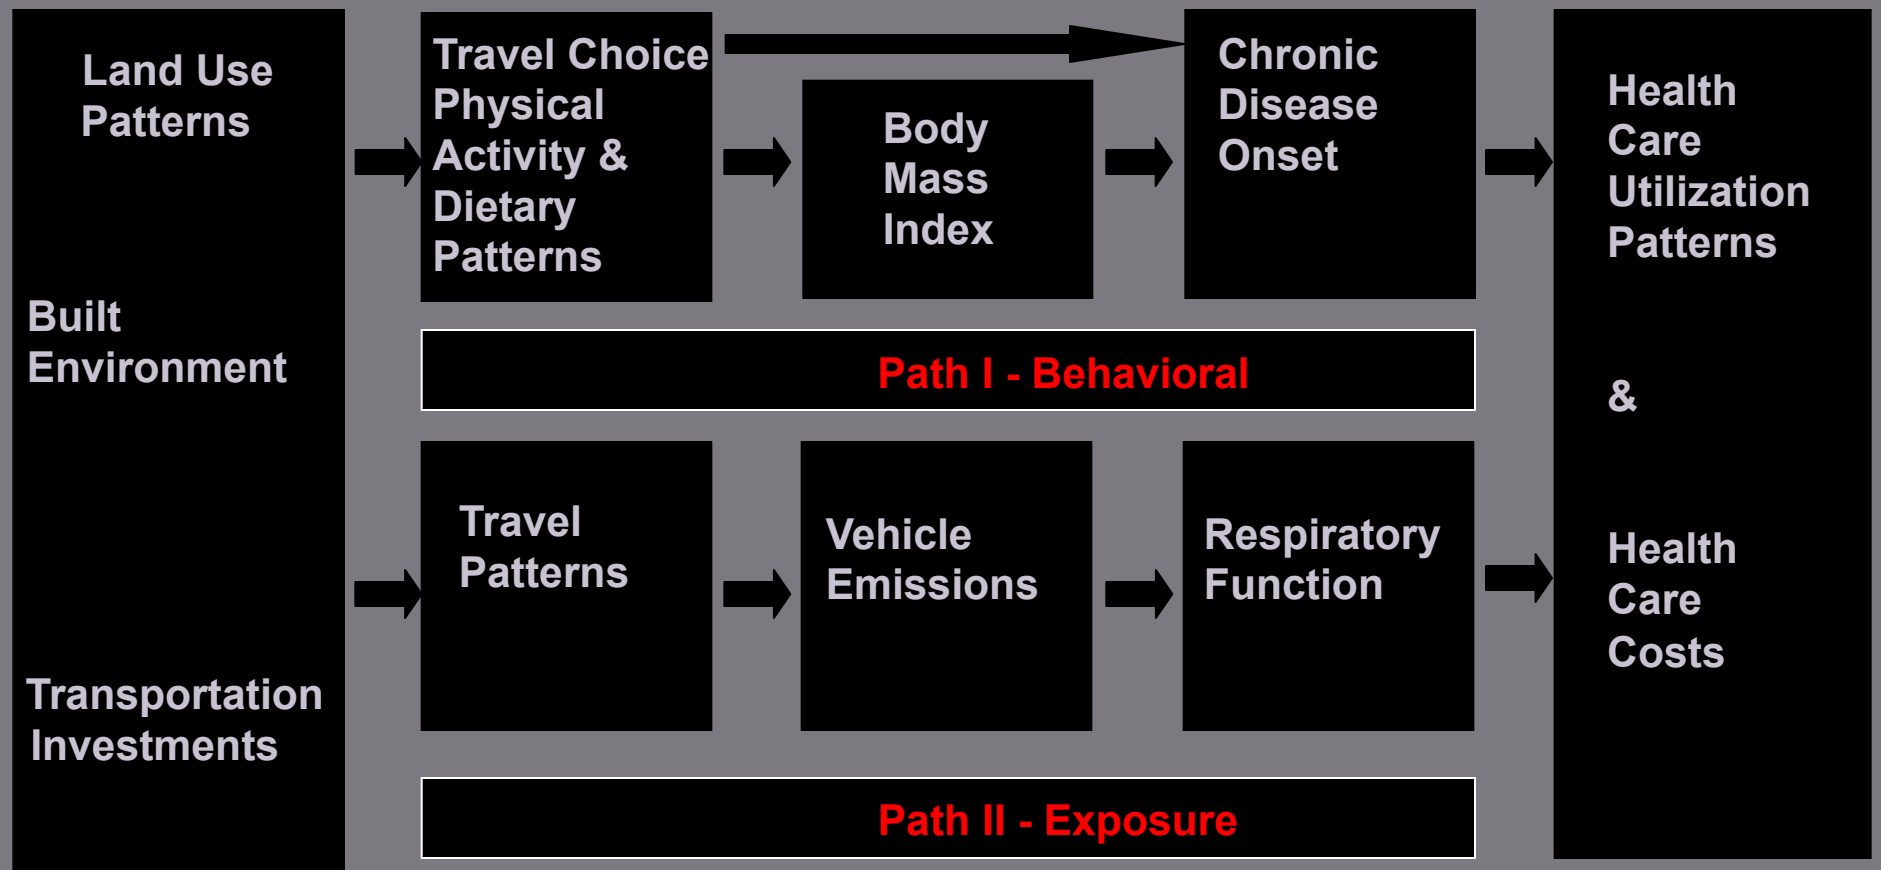 Land Use
Patterns
Built
Environment
Transportation
Investments
Travel Choice
Physical
Activity &
Dietary
Patterns
Body
Mass
Index
Chronic
Disease
Onset
Path I - Behavioral
Travel
Patterns
Vehicle
Emissions
Respiratory
Function
Path II - Exposure
Health
Care
Utilization
Patterns
&
Health
Care
Costs